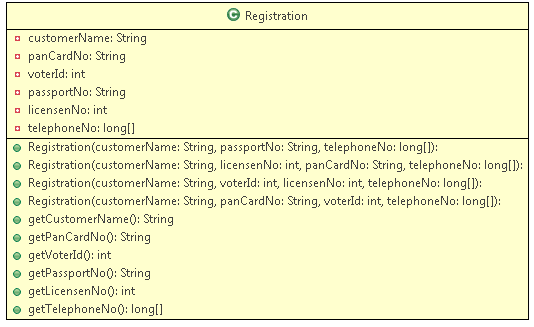 C Registration
customerName: String
panCardNo: String
voterId: int
passportNo: String
licensenNo: int
telephoneNo: long[]
Registration(customerName: String, passportNo: String, telephoneNo: long[]):
Registration(customerName: String, licensenNo: int, panCardNo: String, telephoneNo: long[]):
Registration(customerName: String, voterId: int, licensenNo: int, telephoneNo: long[]):
Registration(customerName: String, panCardNo: String, voterId: int, telephoneNo: long[]):
getCustomerName(): String
getPanCardNo(): String
getVoterId(): int
getPassportNo(): String
getLicensenNo(): int
getTelephoneNo(): long[]